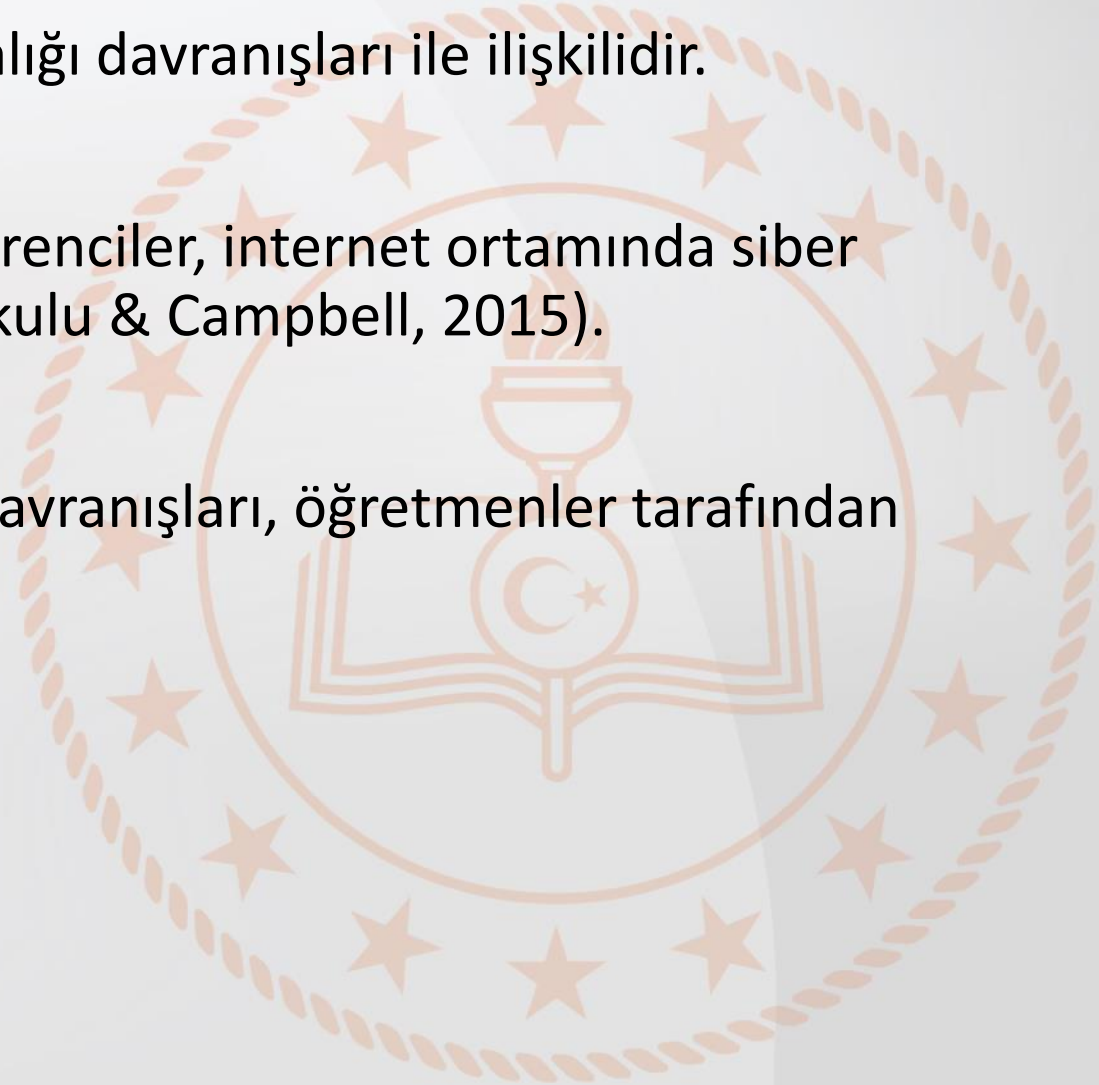 lığı davranışları ile ilişkilidir.
renciler, internet ortamında siber
kulu & Campbell, 2015).
avranışları, öğretmenler tarafından